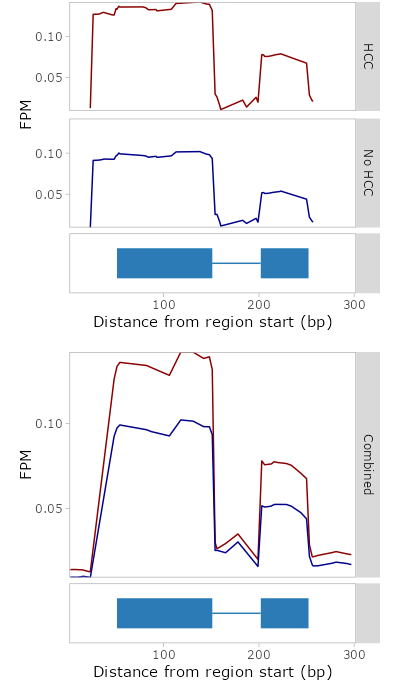 0.10
0.05
HCC
FPM
0.10
0.05
No HCC
100 200 300
Distance from region start (bp)
0.10
0.05
FPM
Combined
100 200 300
Distance from region start (bp)